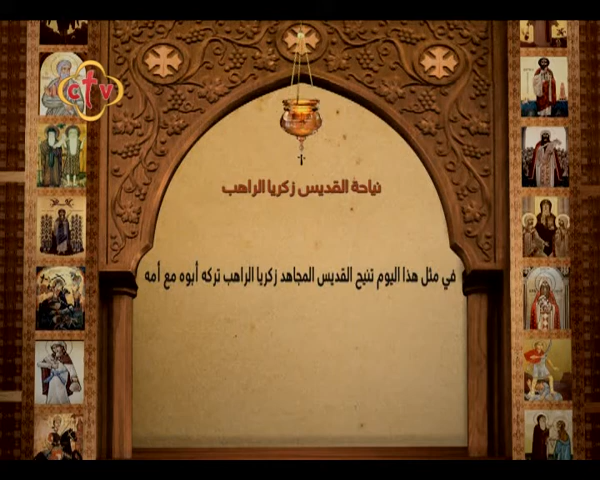 CTV
نياحة القديس زكريا الراهب
في مثل هذا اليوم تنيح القديس المجاهد زكريا الراهب تركه أبوه مع أمه